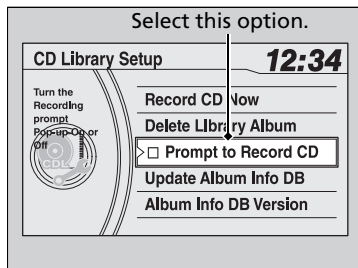 Select this option.
CD Library Setup
12:34
Turn the
Recording
prompt
Pop-up On or
Off
CDL
Record CD Now
Delete Library Album
□ Prompt to Record CD
Update Album Info DB
Album Info DB Version